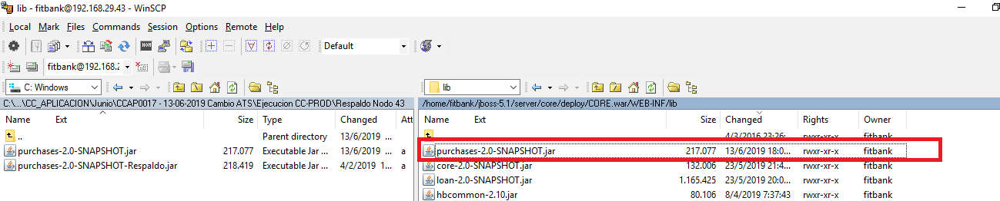 lib - fitbank@192.168.29.43 - WinSCP
Local Mark Files Commands Session Options Remote Help
Default
fitbank@192.168.2
C: Windows
lib
C:\...\CC_APLICACION\Junio\CCAP0017 - 13-06-2019 Cambio ATS\Ejecucion CC-PROD\Respaldo Nodo 43
/home/fitbank/jboss-5.1/server/core/deploy/CORE.war/WEB-INF/lib
Name Ext Size Type Changed Att
Name Ext Size Changed Rights Owner
.. Parent directory 13/6/2019 ...
4/3/2016 23:26: rwxr-xr-x fitbank
purchases-2.0-SNAPSHOT.jar 217.077 Executable Jar ... 13/6/2019 ... a
purchases-2.0-SNAPSHOT.jar 217.077 13/6/2019 18:0... rwxr-xr-x fitbank
purchases-2.0-SNAPSHOT-Respaldo.jar 218.419 Executable Jar ... 4/2/2019 1... a
core-2.0-SNAPSHOT.jar 132.006 23/5/2019 21:4... rwxr-xr-x fitbank
loan-2.0-SNAPSHOT.jar 1.165.425 23/5/2019 20:0... rwxr-xr-x fitbank
hbcommon-2.10.jar 80.106 8/4/2019 7:37:43 rwxr-xr-x fitbank